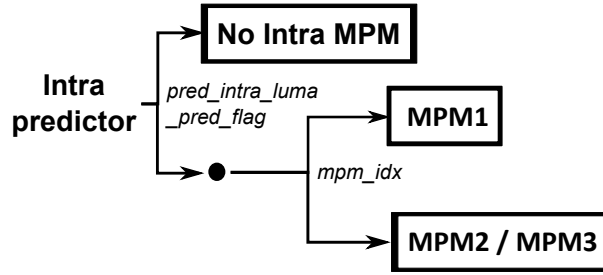 No Intra MPM
Intra
predictor
pred_intra_luma
_pred_flag
MPM1
mpm_idx
MPM2 / MPM3